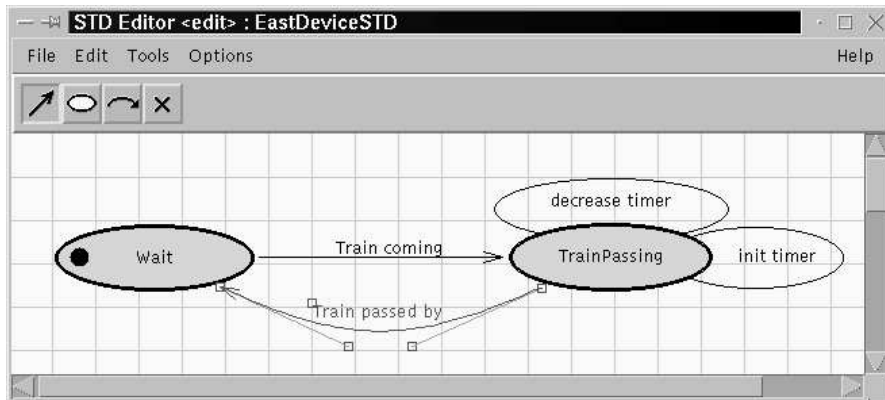 STD Editor <edit> : EastDeviceSTD
File Edit Tools Options Help
decrease timer
Train coming
Wait
TrainPassing
init timer
Train passed by